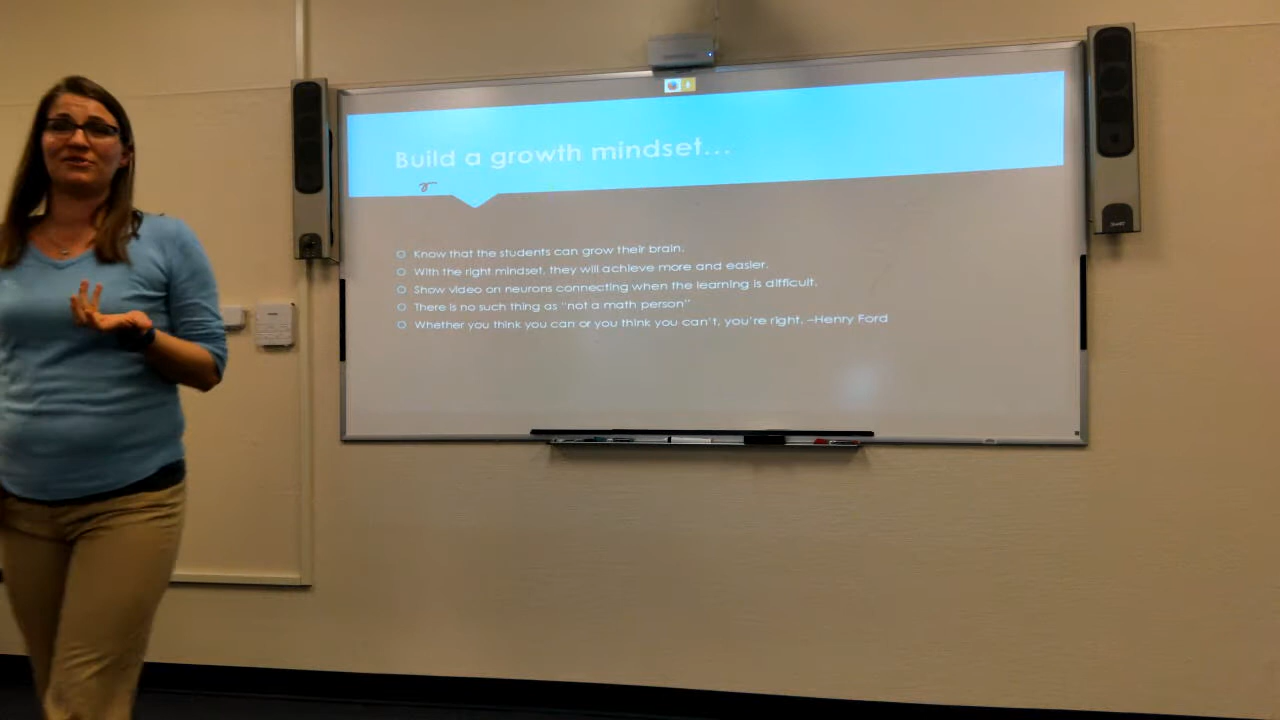 Build a growth mindset...
Know that the students can grow their brain.
With the right mindset, they will achieve more and easier.
Show video on neurons connecting when the learning is difficult.
There is no such thing as "not a math person"
Whether you think you can or you think you can't, you're right. –Henry Ford